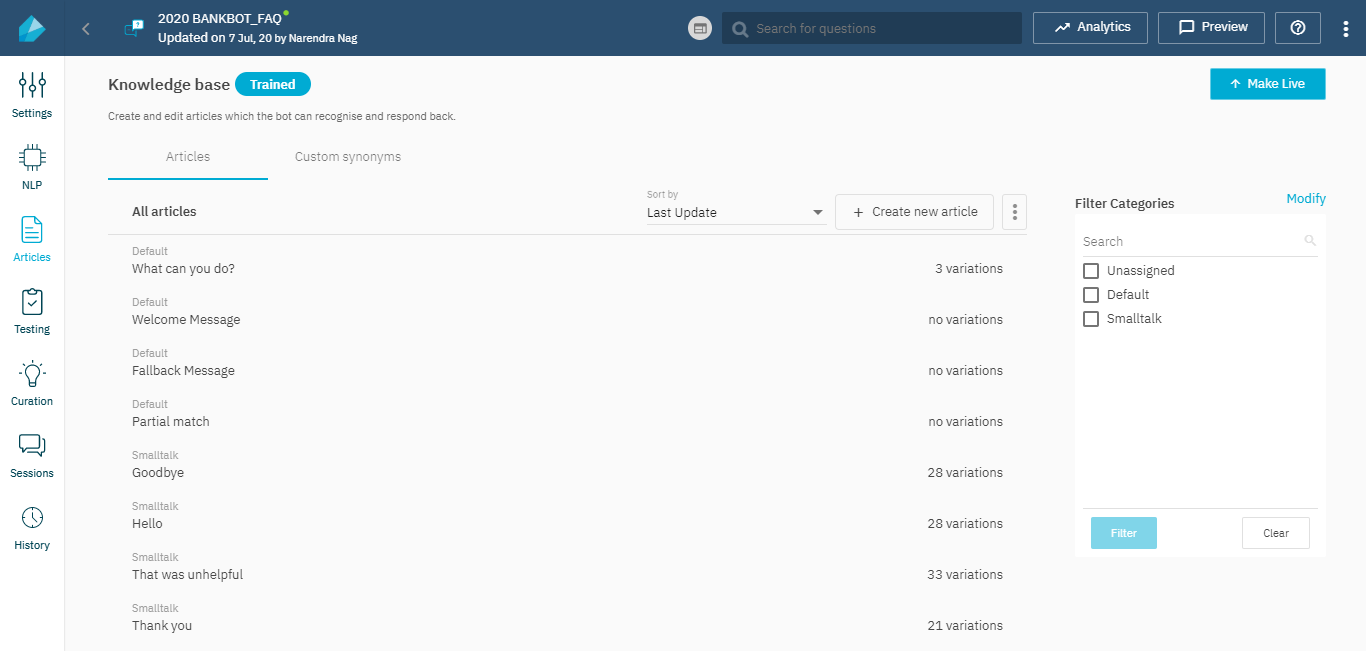 2020 BANKBOT_FAQ
Updated on 7 Jul, 20 by Narendra Nag
Search for questions
Analytics
Preview
Settings
NLP
Articles
Testing
Curation
Sessions
History
Knowledge base Trained
Make Live
Create and edit articles which the bot can recognise and respond back.
Articles Custom synonyms
All articles
Sort by
Last Update
Create new article
Default
What can you do? 3 variations
Default
Welcome Message no variations
Default
Fallback Message no variations
Default
Partial match no variations
Smalltalk
Goodbye 28 variations
Smalltalk
Hello 28 variations
Smalltalk
That was unhelpful 33 variations
Smalltalk
Thank you 21 variations
Filter Categories Modify
Search
Unassigned
Default
Smalltalk
Filter Clear